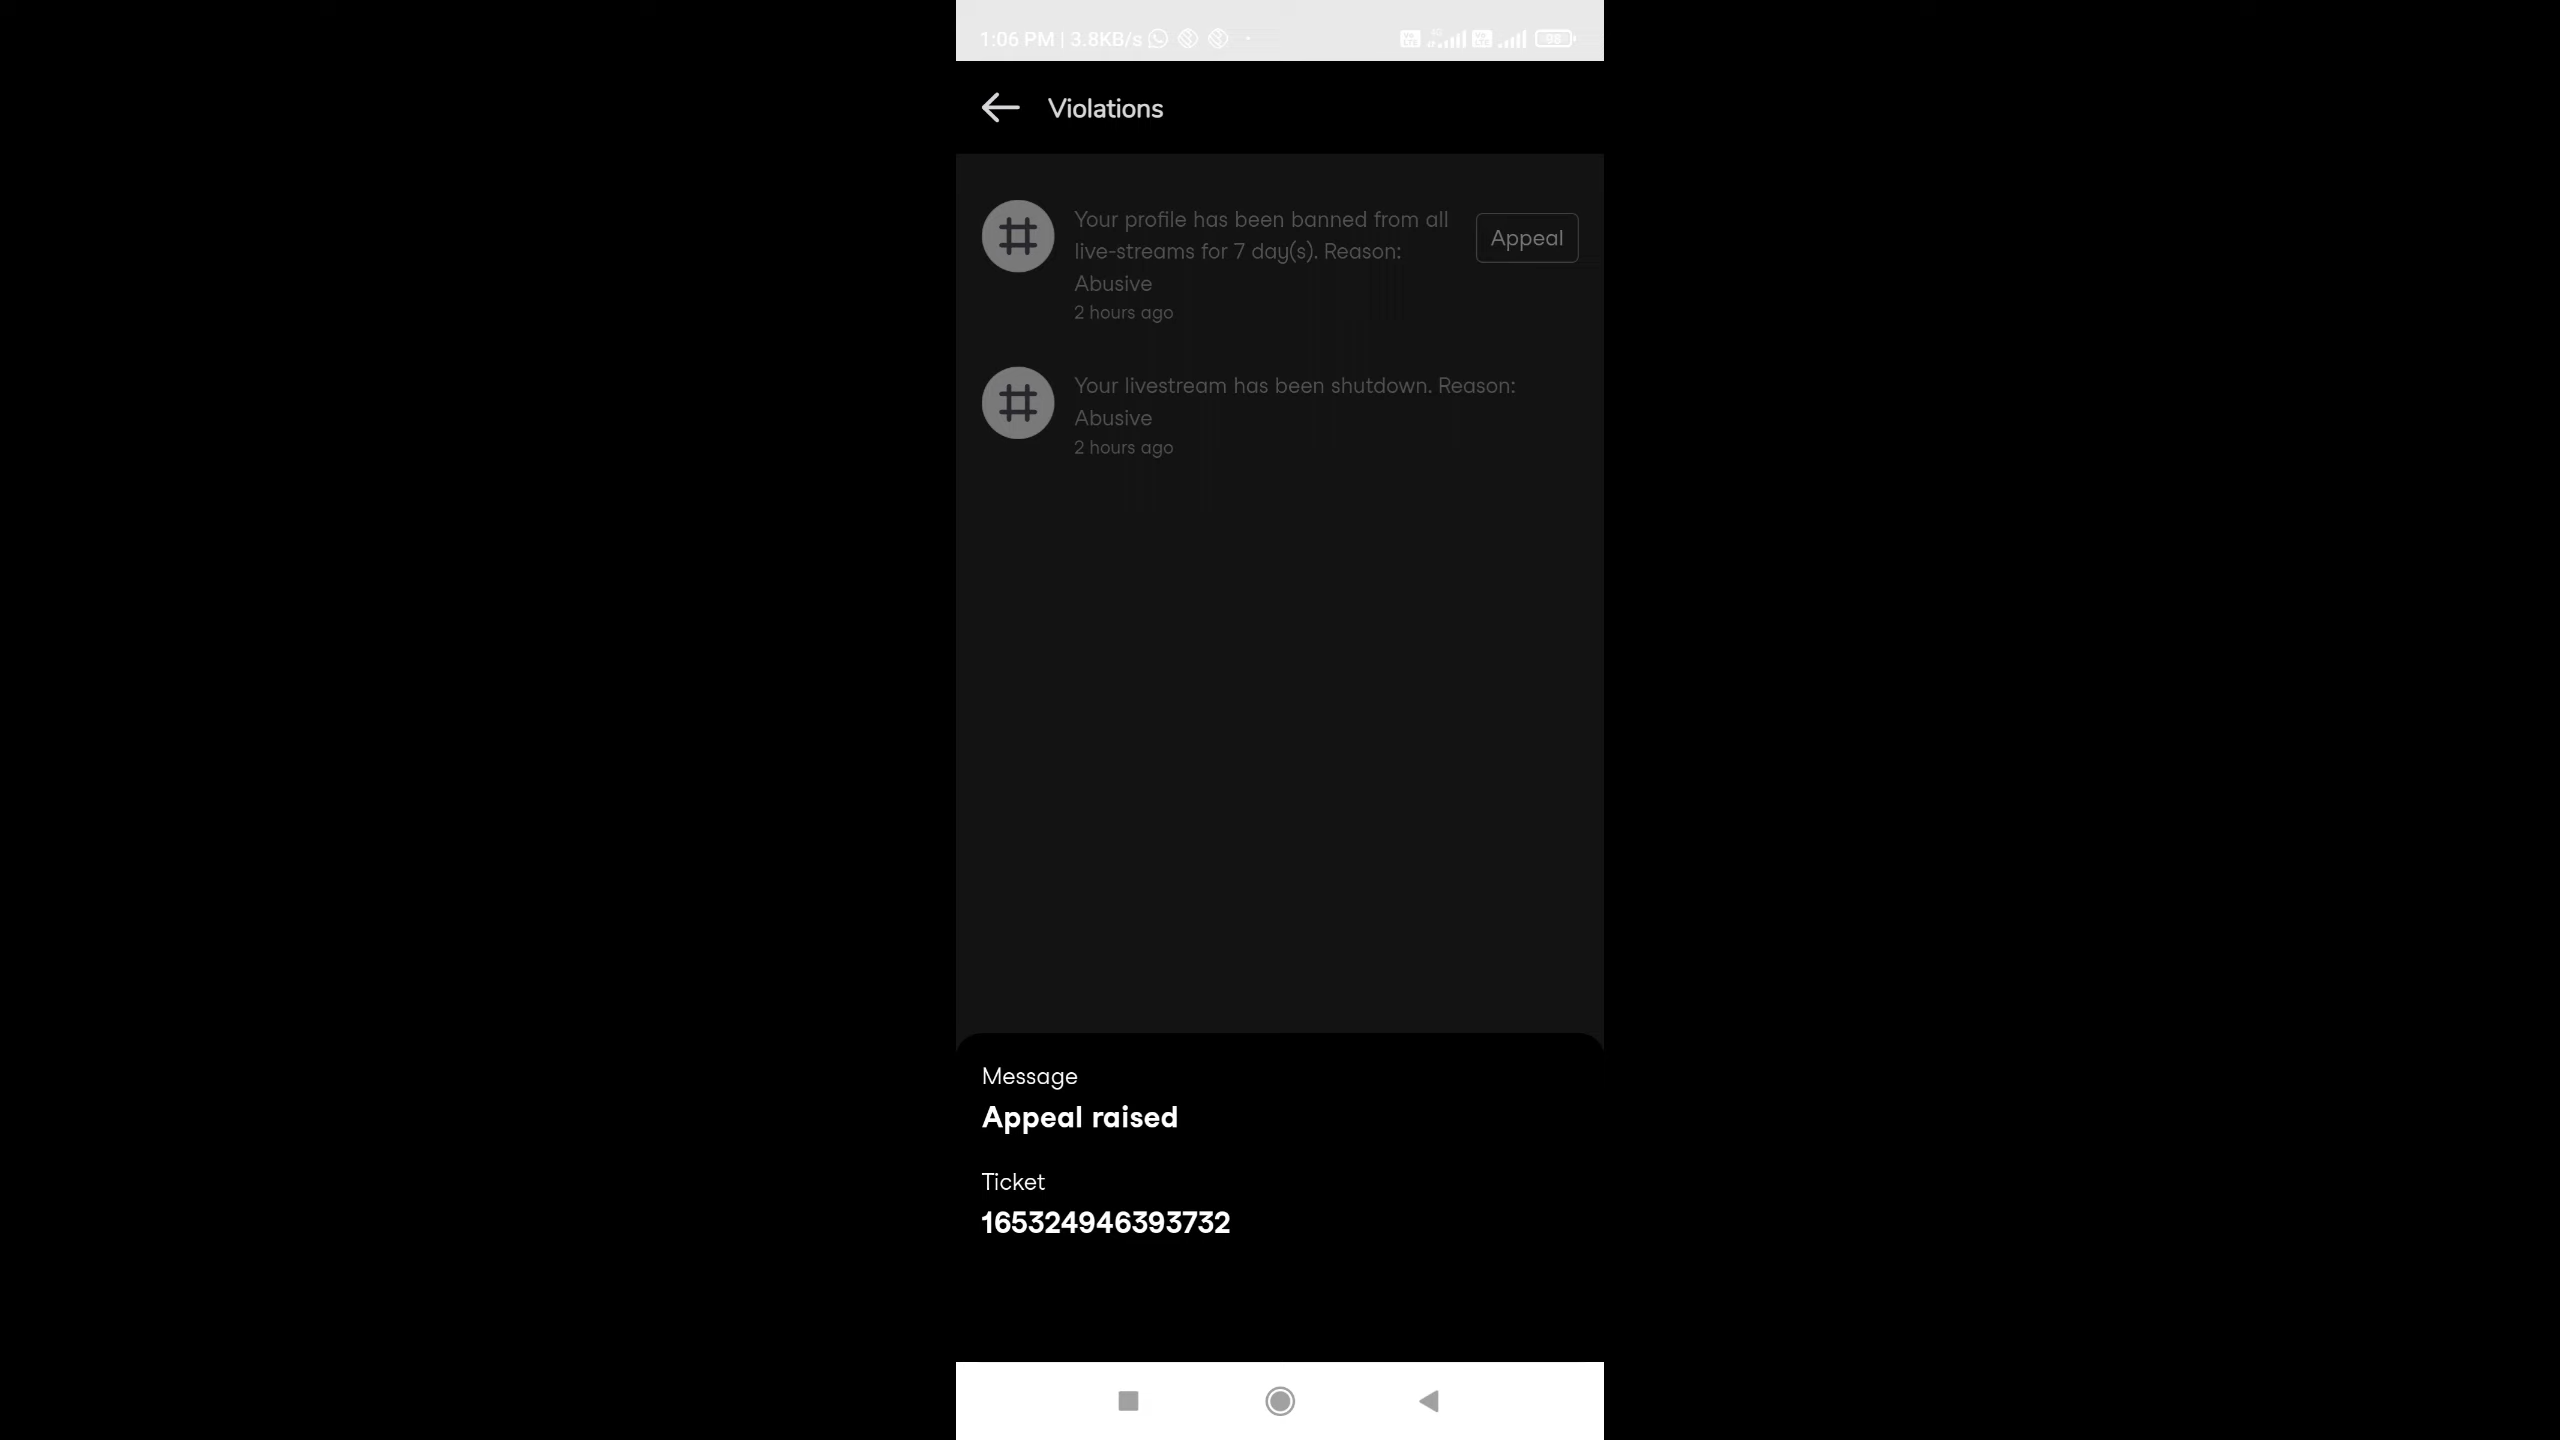 1:06 PM | 3.8KB/s
98
Violations
Your profile has been banned from all
live-streams for 7 day(s). Reason:
Abusive
2 hours ago
Appeal
Your livestream has been shutdown. Reason:
Abusive
2 hours ago
Message
Appeal raised
Ticket
165324946393732